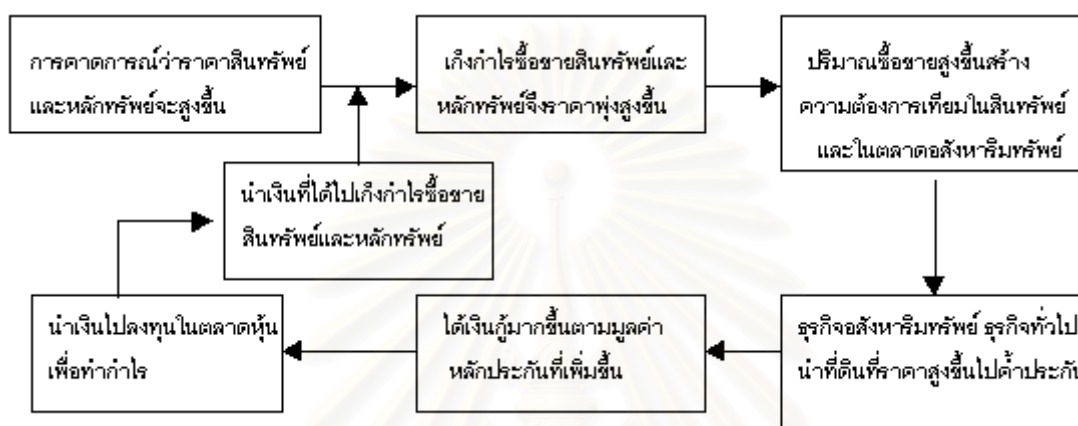 การคาดการณ์ว่าราคาสินทรัพย์
และหลักทรัพย์จะสูงขึ้น
เก็งกำไรซื้อขายสินทรัพย์และ
หลักทรัพย์จึงราคาพุ่งสูงขึ้น
ปริมาณซื้อขายสูงขึ้นสร้าง
ความต้องการเทียมในสินทรัพย์
และในตลาดอสังหาริมทรัพย์
นำเงินที่ได้ไปเก็งกำไรซื้อขาย
สินทรัพย์และหลักทรัพย์
นำเงินไปลงทุนในตลาดหุ้น
เพื่อทำกำไร
ได้เงินกู้มากขึ้นตามมูลค่า
หลักประกันที่เพิ่มขึ้น
ธุรกิจอสังหาริมทรัพย์ ธุรกิจทั่วไป
นำที่ดินที่ราคาสูงขึ้นไปค้ำประกัน